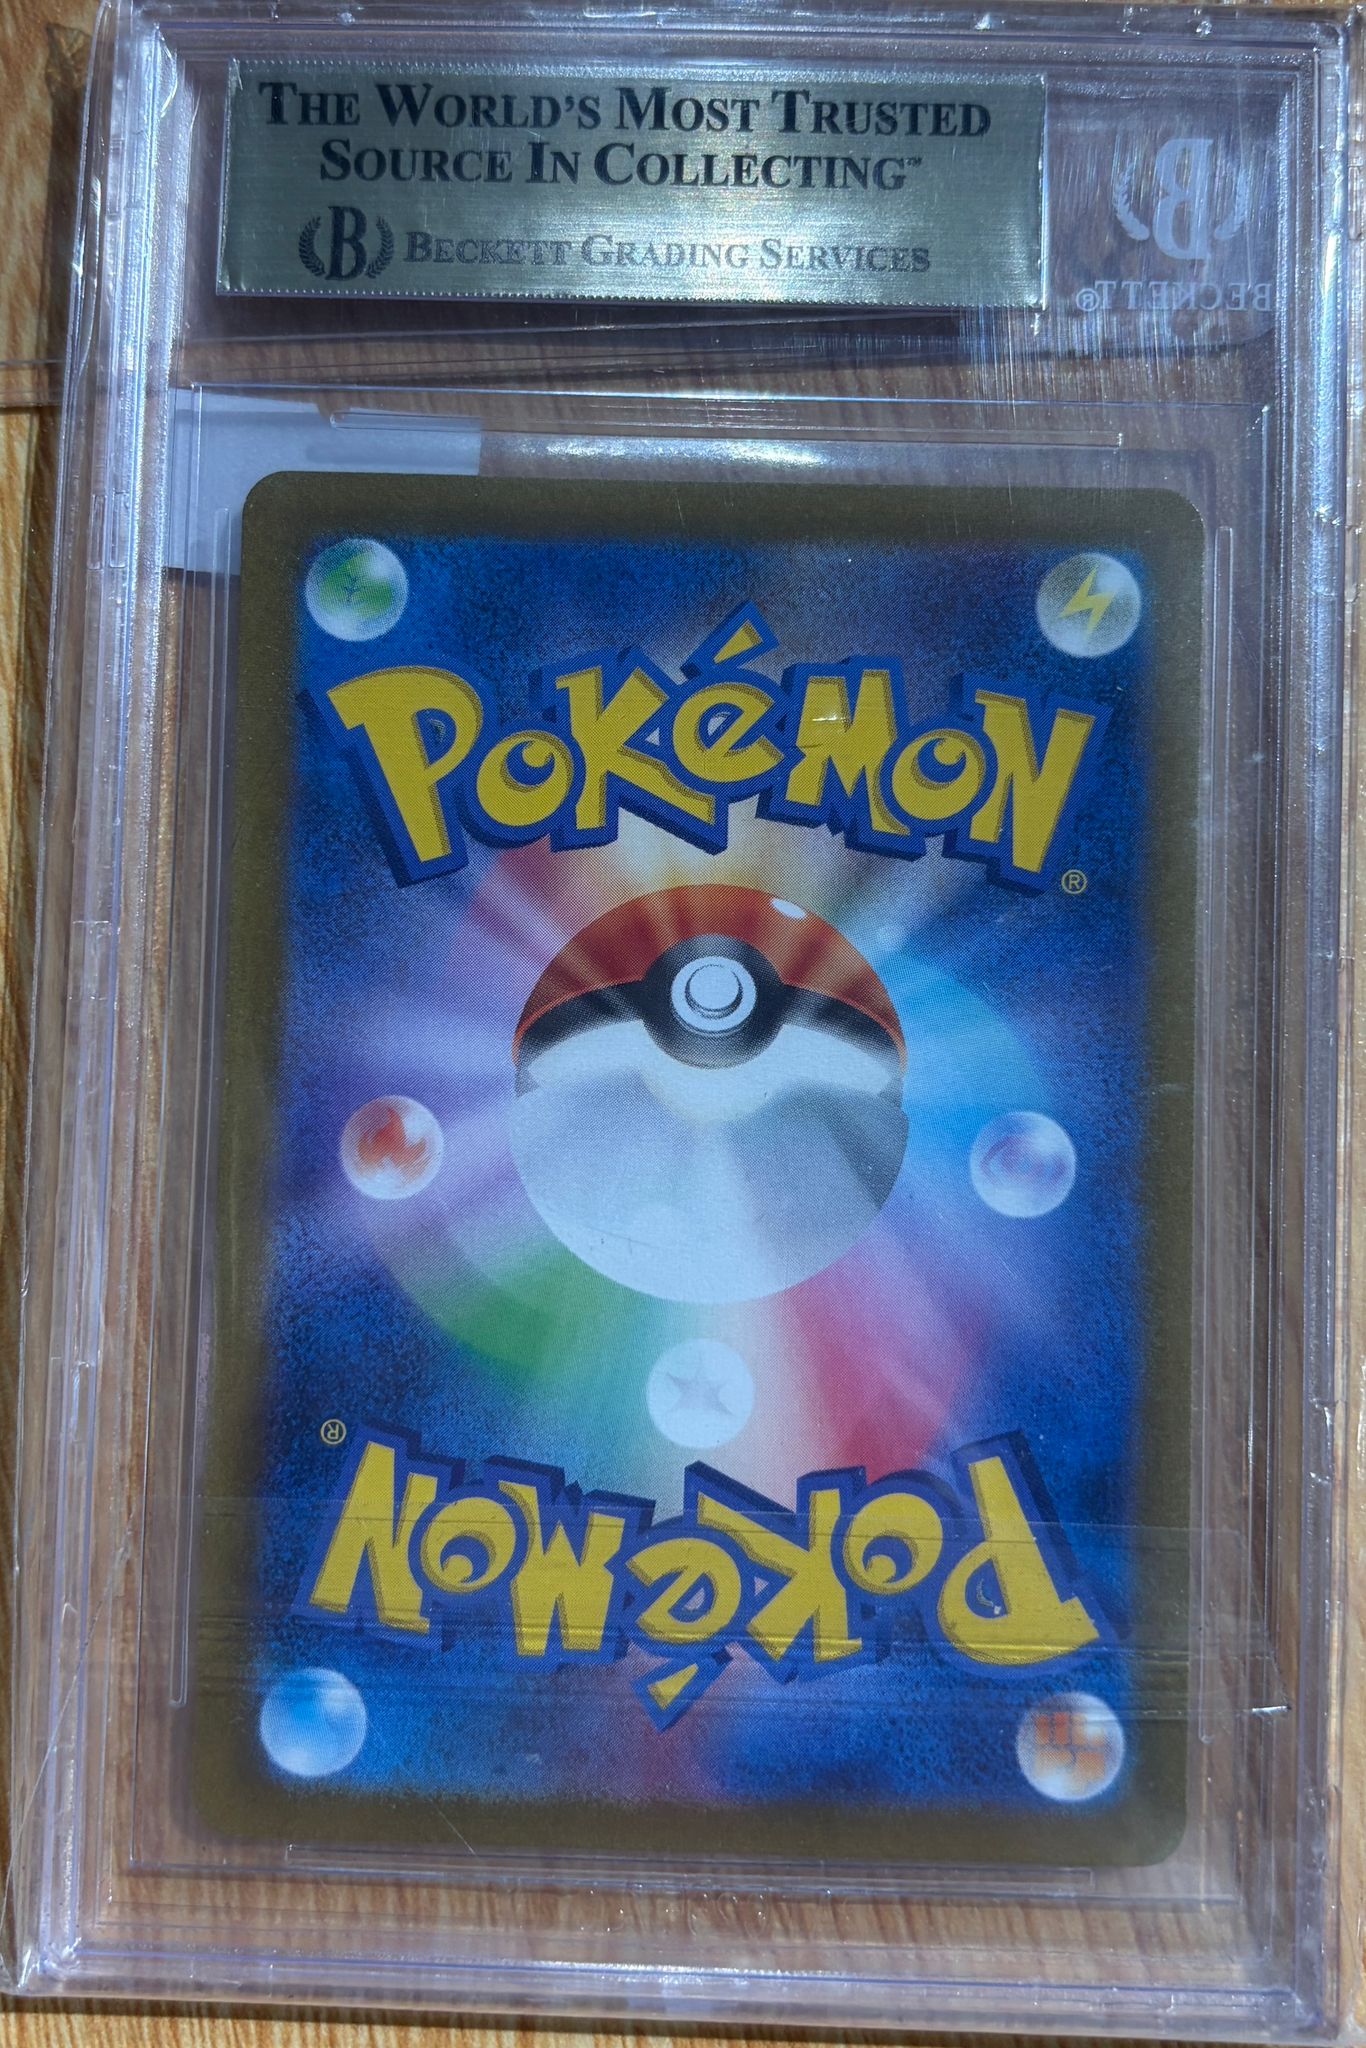 THE WORLD'S MOST TRUSTED
SOURCE IN COLLECTING™
B BECKETT GRADING SERVICES
B
BECKETT®
POKéMON®
POKéMON®